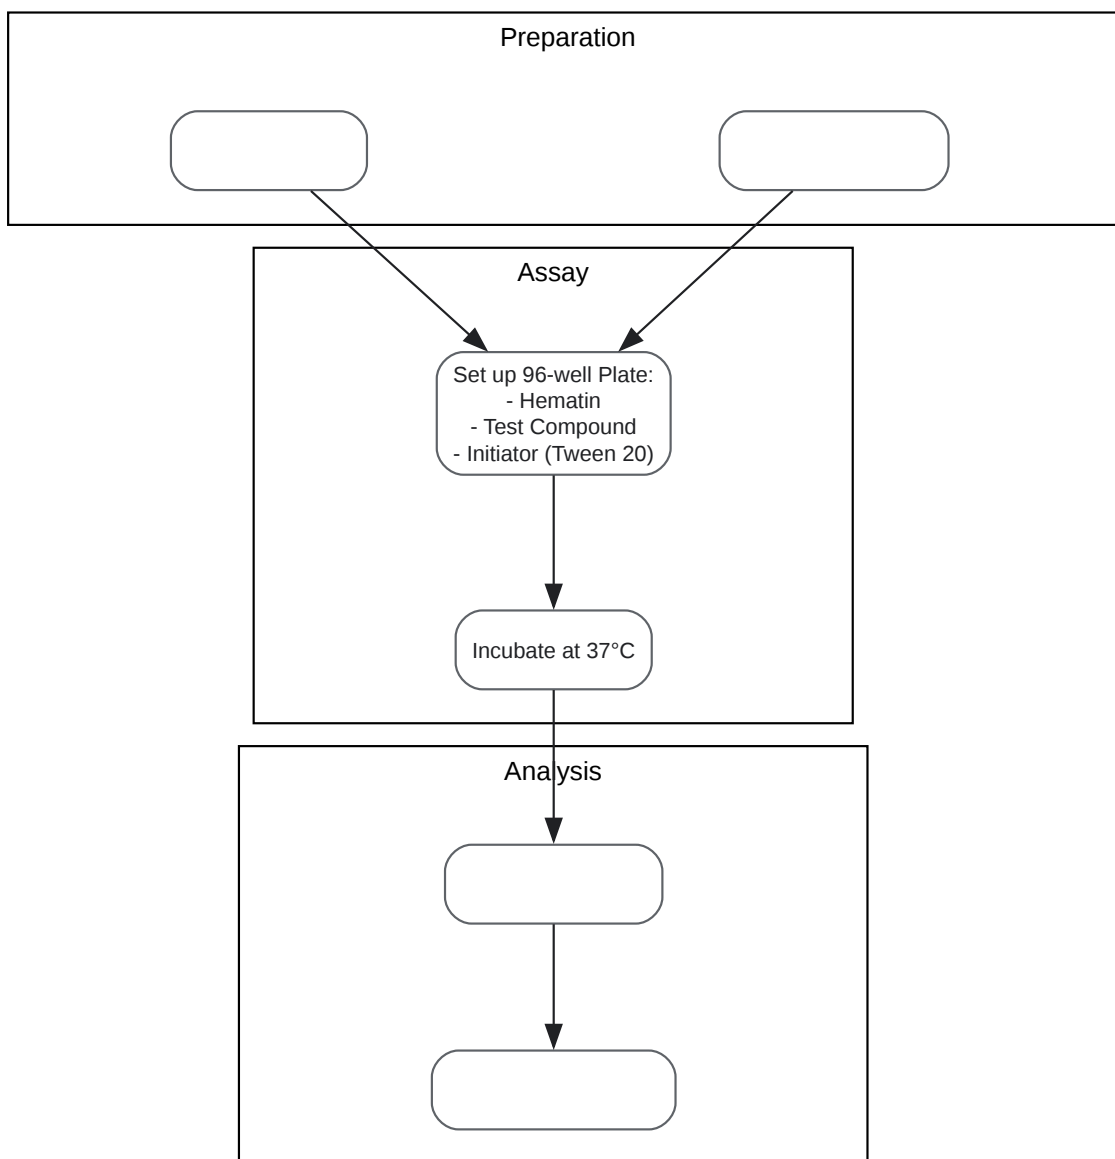 Preparation
Assay
Set up 96-well Plate:
- Hematin
- Test Compound
- Initiator (Tween 20)
Incubate at 37°C
Analysis